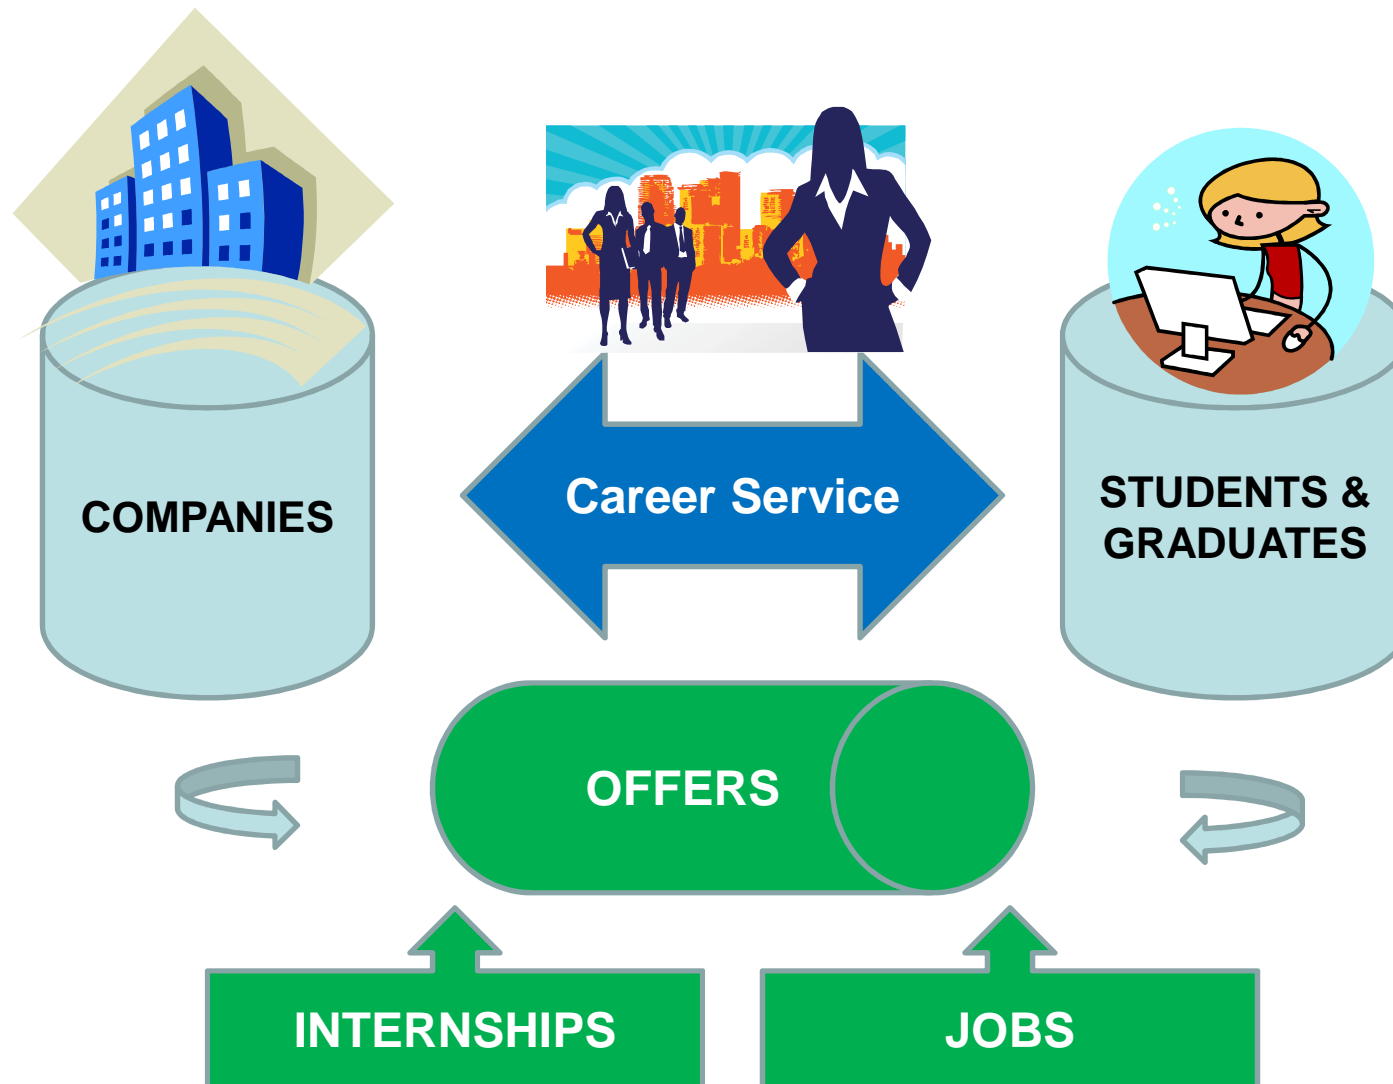 COMPANIES
Career Service
STUDENTS &
GRADUATES
OFFERS
INTERNSHIPS
JOBS